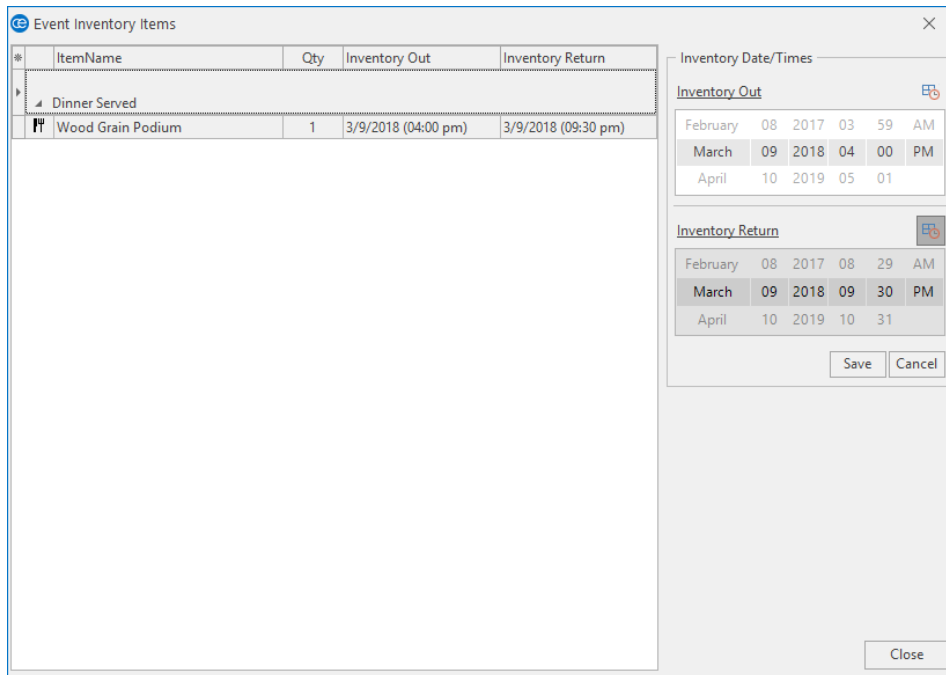 Event Inventory Items
ItemName Qty Inventory Out Inventory Return
Dinner Served
Wood Grain Podium 1 3/9/2018 (04:00 pm) 3/9/2018 (09:30 pm)
Inventory Date/Times
Inventory Out
February 08 2017 03 59 AM
March 09 2018 04 00 PM
April 10 2019 05 01
Inventory Return
February 08 2017 08 29 AM
March 09 2018 09 30 PM
April 10 2019 10 31
Save Cancel
Close